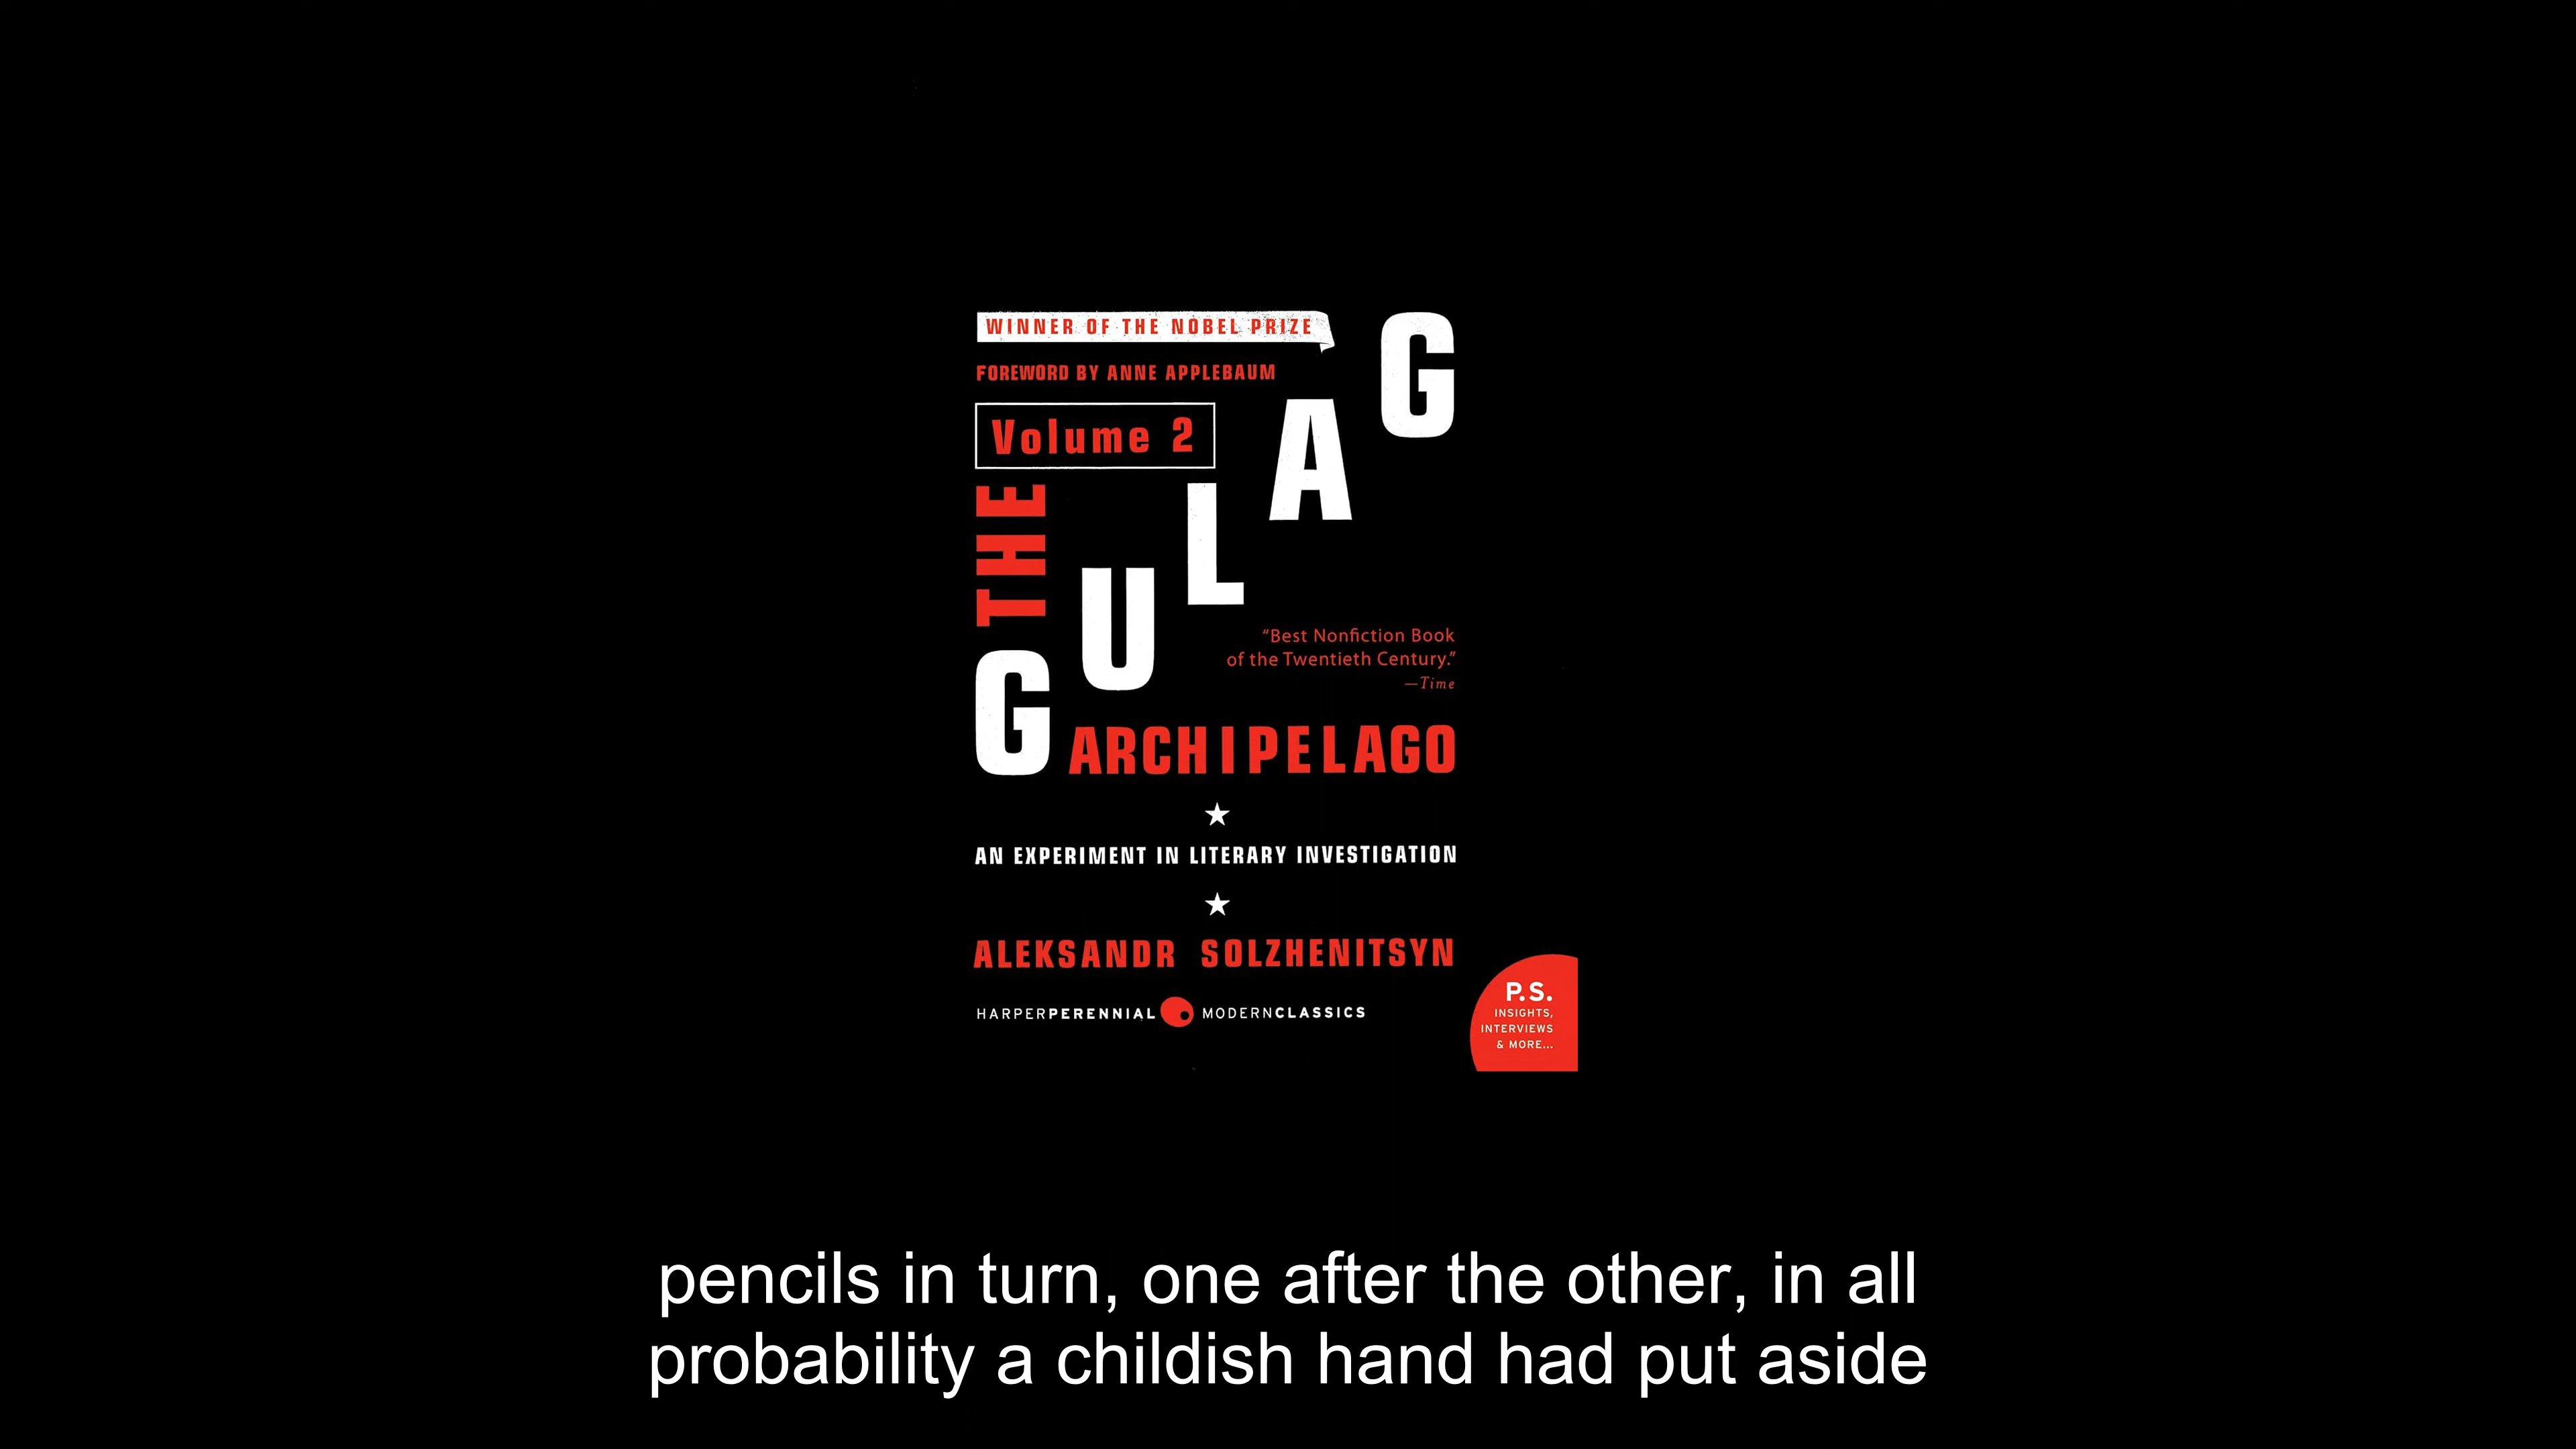 WINNER OF THE NOBEL PRIZE
FOREWORD BY ANNE APPLEBAUM
Volume 2
THE
GULAG
"Best Nonfiction Book
of the Twentieth Century."
—Time
ARCHIPELAGO
AN EXPERIMENT IN LITERARY INVESTIGATION
ALEKSANDR SOLZHENITSYN
HARPERPERENNIAL MODERNCLASSICS
P.S.
INSIGHTS,
INTERVIEWS
& MORE...
pencils in turn, one after the other, in all
probability a childish hand had put aside